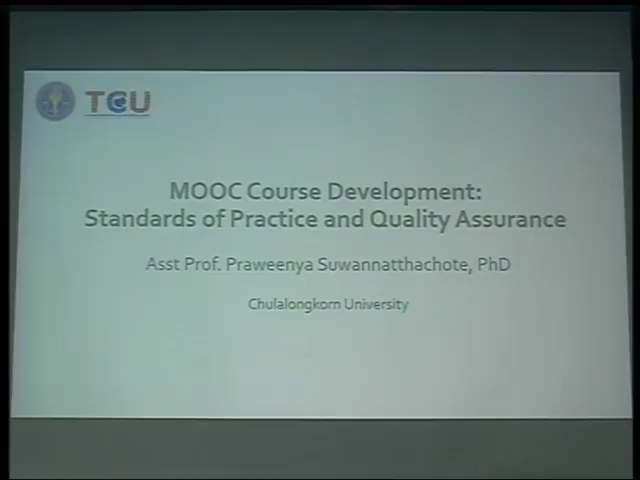 TCU
MOOC Course Development:
Standards of Practice and Quality Assurance
Asst Prof. Praweenya Suwannatthachote, PhD
Chulalongkorn University